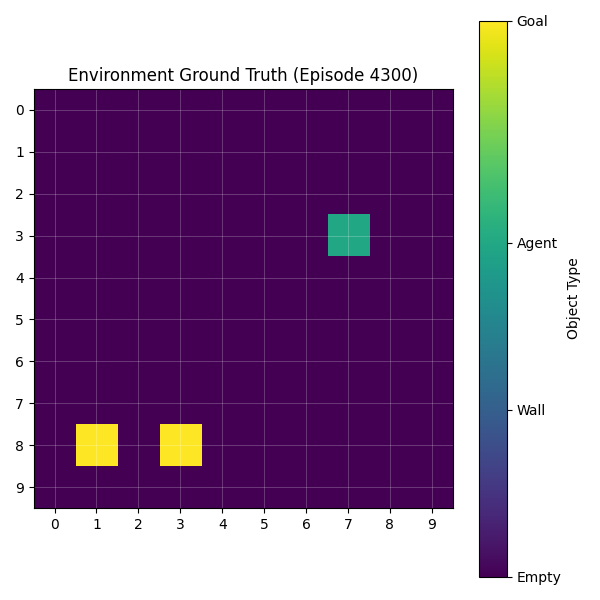 Environment Ground Truth (Episode 4300)
0
1
2
3
4
5
6
7
8
9
0 1 2 3 4 5 6 7 8 9
Goal
Agent
Wall
Empty
Object Type